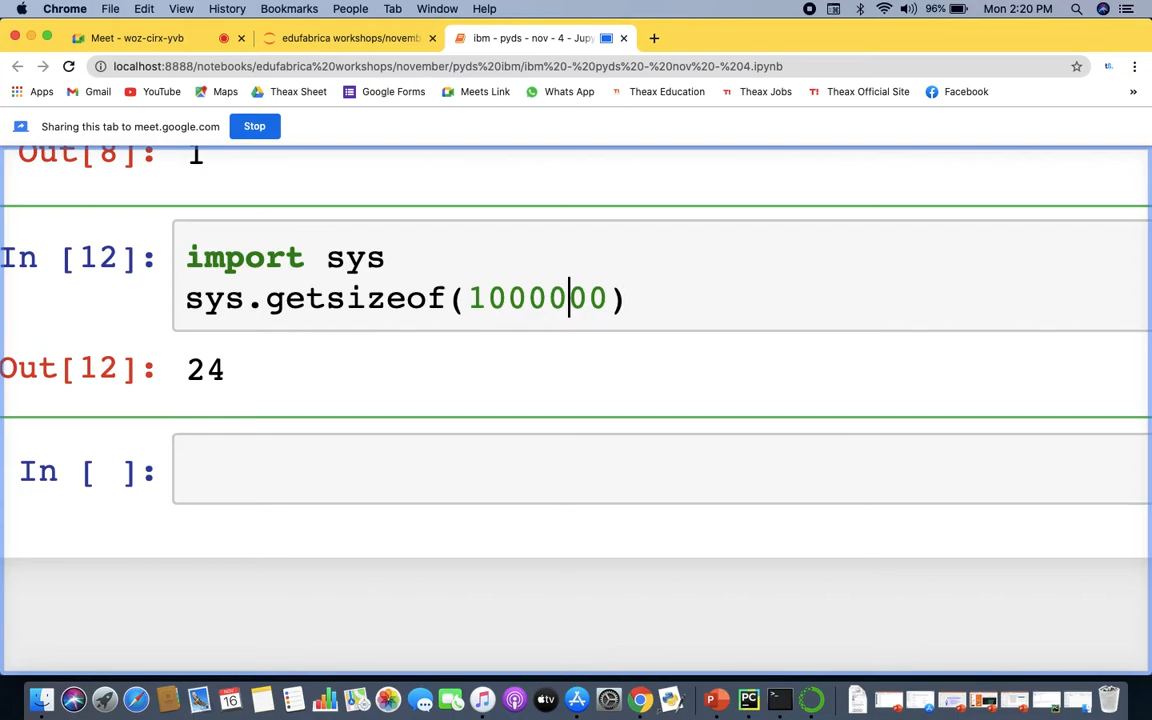 Chrome File Edit View History Bookmarks People Tab Window Help 96% Mon 2:20 PM
Meet - woz-cirx-yvb edufabrica workshops/novemb ibm - pyds - nov - 4 - Jupy
localhost:8888/notebooks/edufabrica%20workshops/november/pyds%20ibm/ibm%20-%20pyds%20-%20nov%20-%204.ipynb
Apps Gmail YouTube Maps Theax Sheet Google Forms Meets Link Whats App Theax Education Theax Jobs Theax Official Site Facebook »
Sharing this tab to meet.google.com Stop
Out[8]: 1
In [12]: import sys
sys.getsizeof(1000000)
Out[12]: 24
In [ ]: